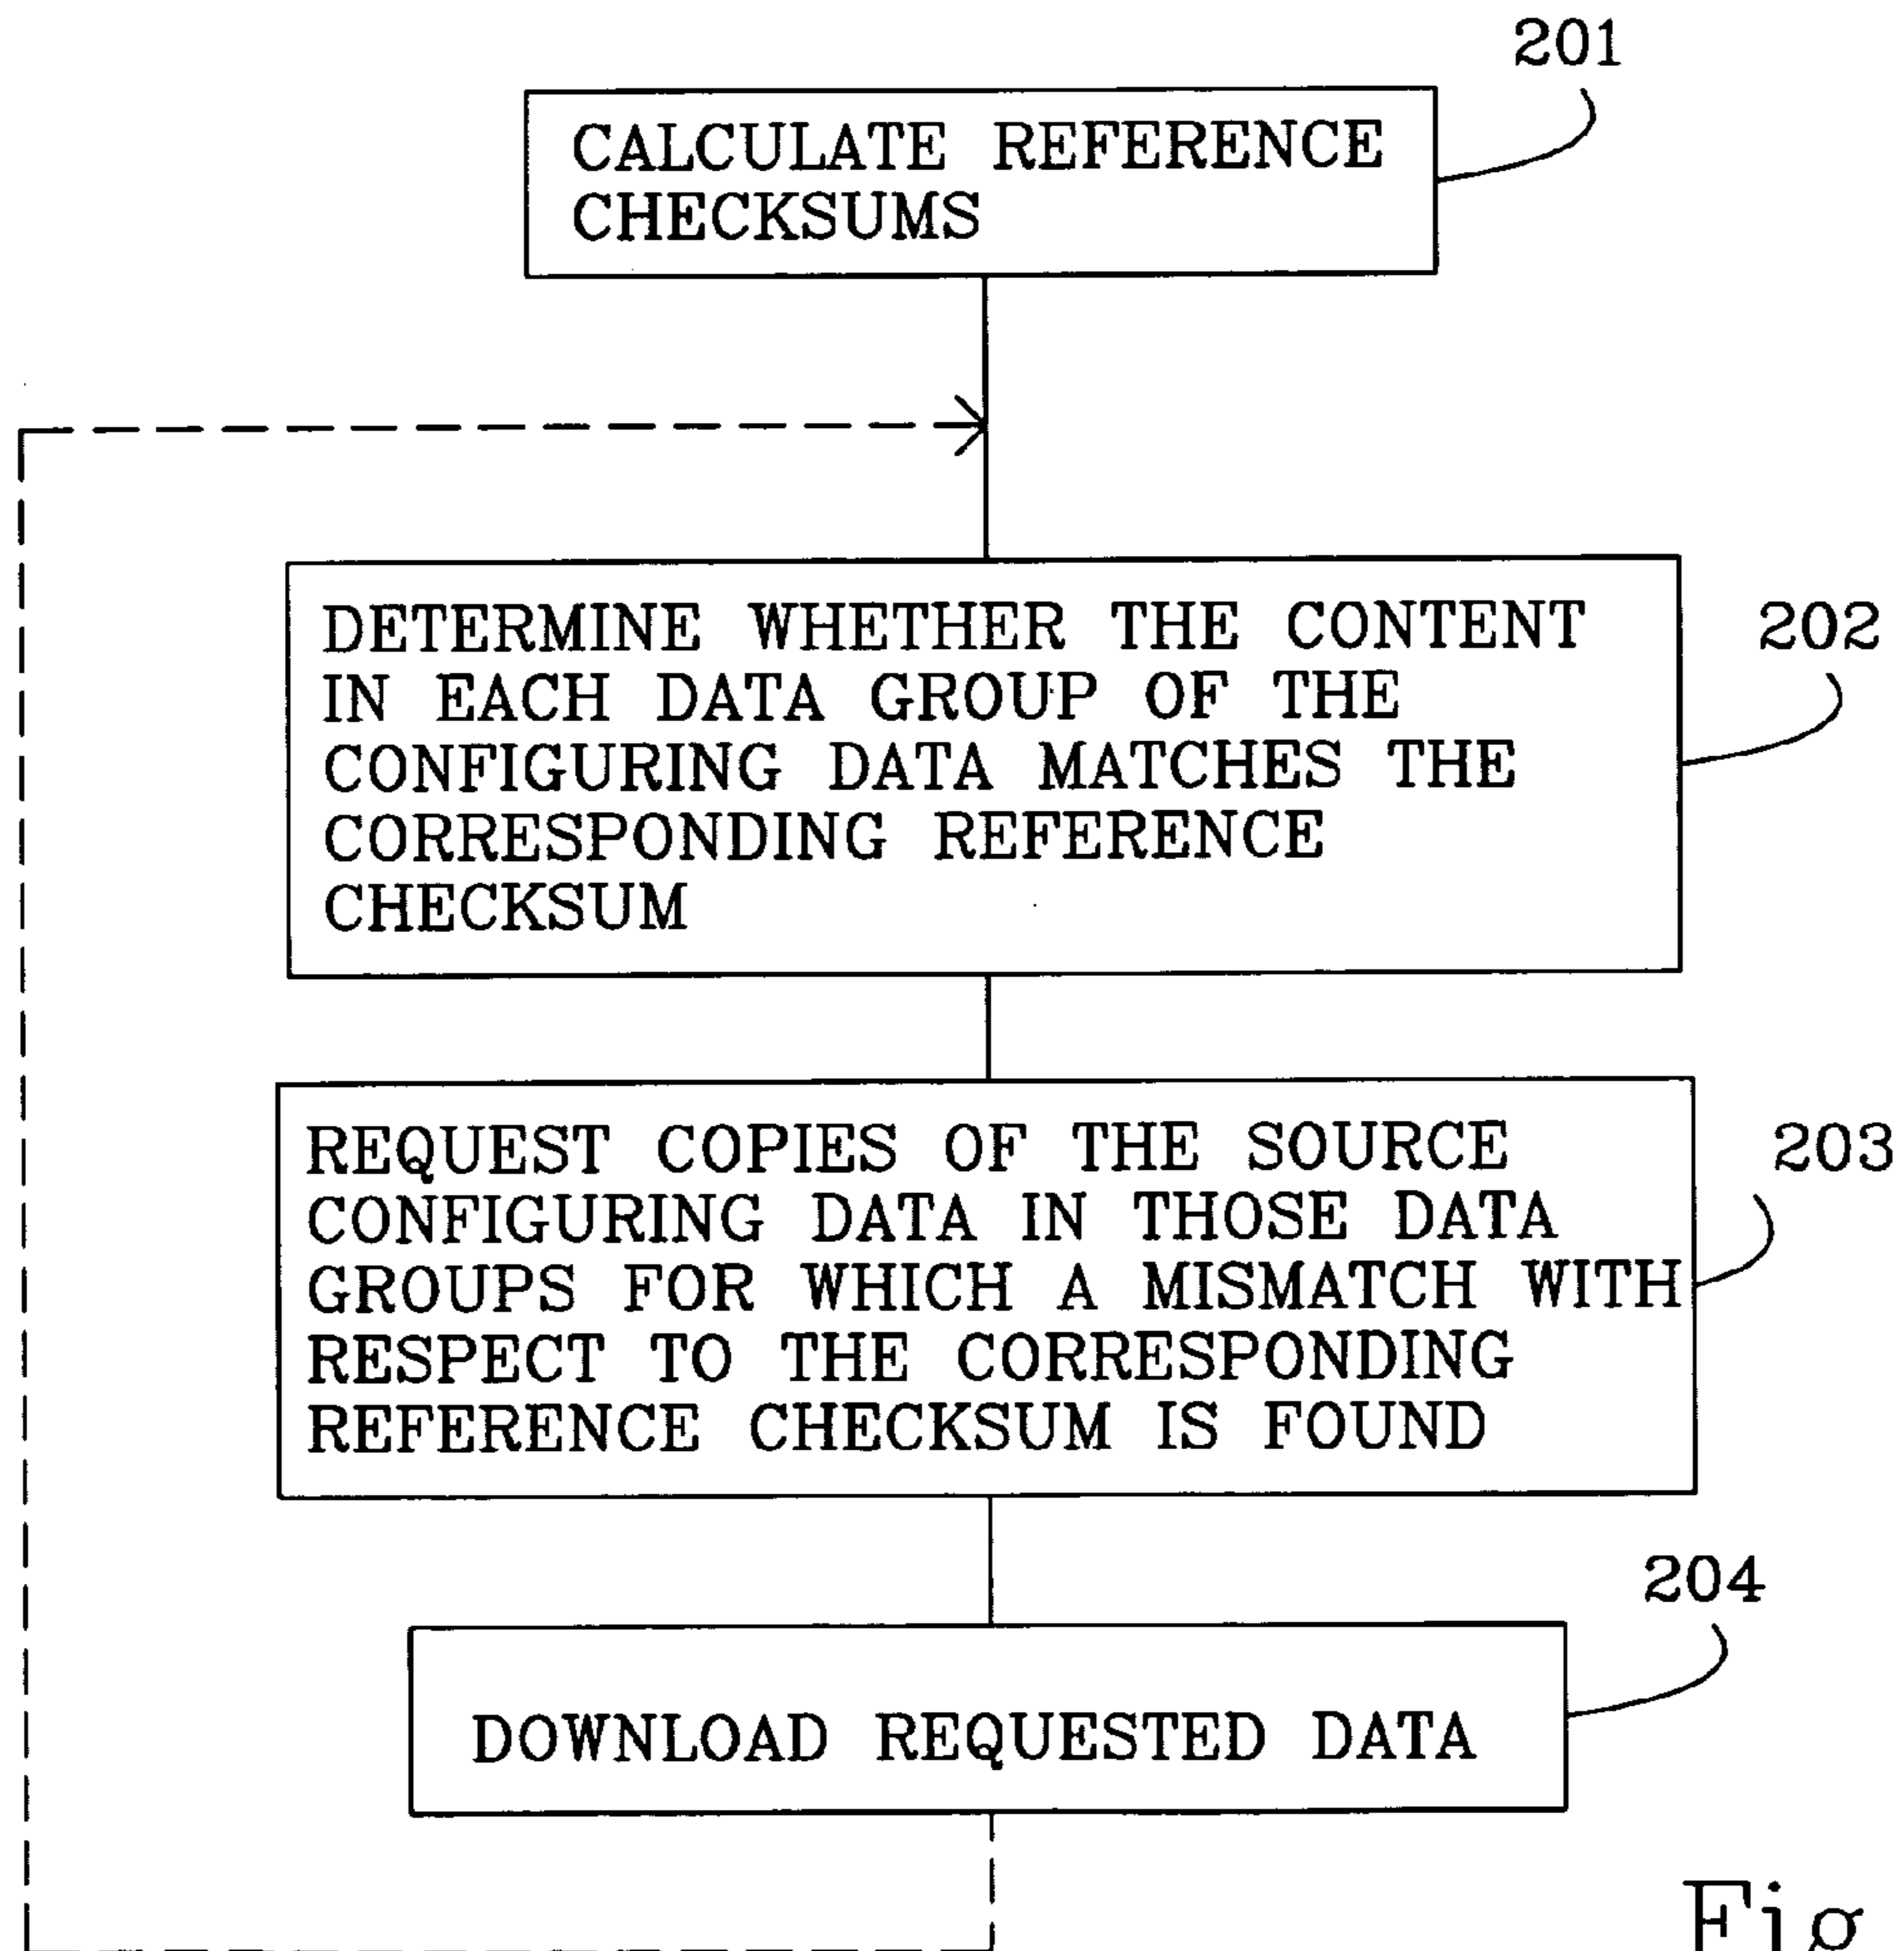 201
CALCULATE REFERENCE
CHECKSUMS
DETERMINE WHETHER THE CONTENT
IN EACH DATA GROUP OF THE
CONFIGURING DATA MATCHES THE
CORRESPONDING REFERENCE
CHECKSUM
202
REQUEST COPIES OF THE SOURCE
CONFIGURING DATA IN THOSE DATA
GROUPS FOR WHICH A MISMATCH WITH
RESPECT TO THE CORRESPONDING
REFERENCE CHECKSUM IS FOUND
203
204
DOWNLOAD REQUESTED DATA
Fig